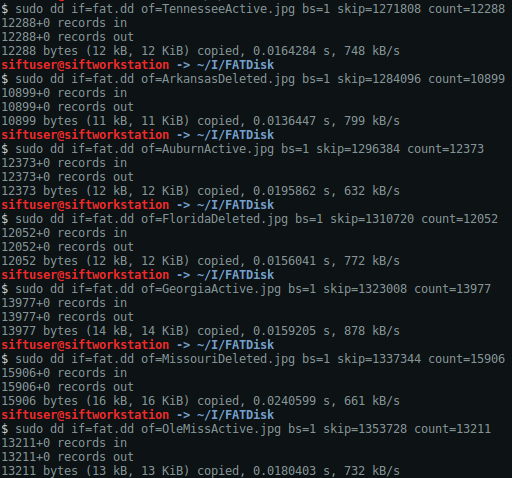 $ sudo dd if=fat.dd of=TennesseeActive.jpg bs=1 skip=1271808 count=12288
12288+0 records in
12288+0 records out
12288 bytes (12 kB, 12 KiB) copied, 0.0164284 s, 748 kB/s
siftuser@siftworkstation -> ~/I/FATDisk
$ sudo dd if=fat.dd of=ArkansasDeleted.jpg bs=1 skip=1284096 count=10899
10899+0 records in
10899+0 records out
10899 bytes (11 kB, 11 KiB) copied, 0.0136447 s, 799 kB/s
siftuser@siftworkstation -> ~/I/FATDisk
$ sudo dd if=fat.dd of=AuburnActive.jpg bs=1 skip=1296384 count=12373
12373+0 records in
12373+0 records out
12373 bytes (12 kB, 12 KiB) copied, 0.0195862 s, 632 kB/s
siftuser@siftworkstation -> ~/I/FATDisk
$ sudo dd if=fat.dd of=FloridaDeleted.jpg bs=1 skip=1310720 count=12052
12052+0 records in
12052+0 records out
12052 bytes (12 kB, 12 KiB) copied, 0.0156041 s, 772 kB/s
siftuser@siftworkstation -> ~/I/FATDisk
$ sudo dd if=fat.dd of=GeorgiaActive.jpg bs=1 skip=1323008 count=13977
13977+0 records in
13977+0 records out
13977 bytes (14 kB, 14 KiB) copied, 0.0159205 s, 878 kB/s
siftuser@siftworkstation -> ~/I/FATDisk
$ sudo dd if=fat.dd of=MissouriDeleted.jpg bs=1 skip=1337344 count=15906
15906+0 records in
15906+0 records out
15906 bytes (16 kB, 16 KiB) copied, 0.0240599 s, 661 kB/s
siftuser@siftworkstation -> ~/I/FATDisk
$ sudo dd if=fat.dd of=OleMissActive.jpg bs=1 skip=1353728 count=13211
13211+0 records in
13211+0 records out
13211 bytes (13 kB, 13 KiB) copied, 0.0180403 s, 732 kB/s